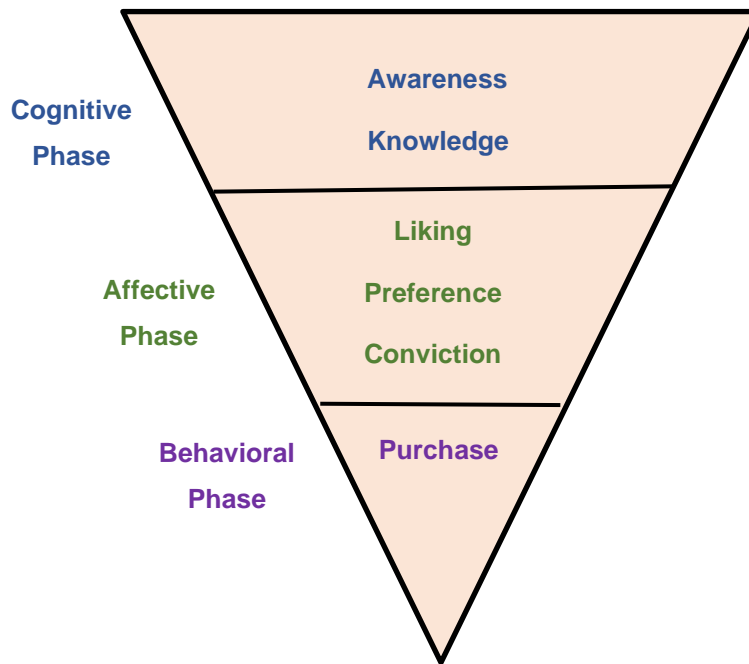 Cognitive
Phase
Awareness
Knowledge
Affective
Phase
Liking
Preference
Conviction
Behavioral
Phase
Purchase